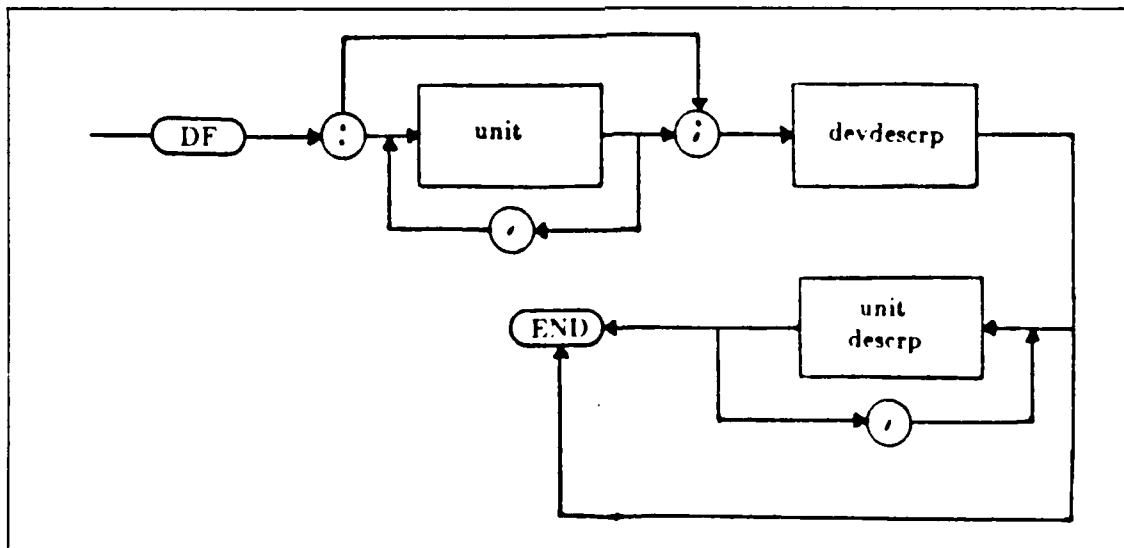 DF
:
unit
;
devdescrp
,
unit
descrp
END
,